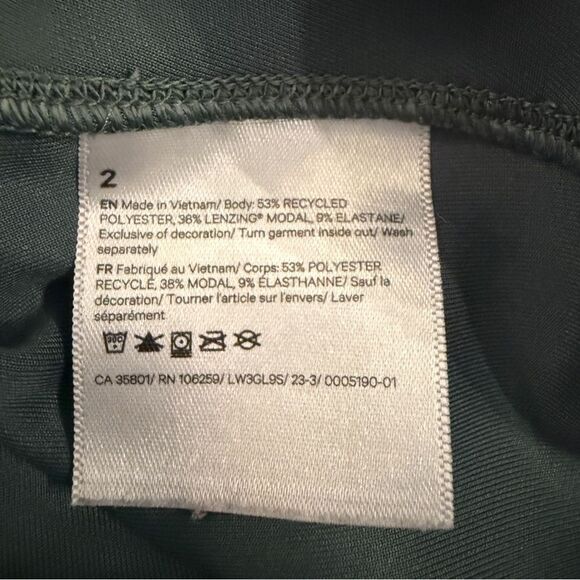 2
EN Made in Vietnam/ Body: 53% RECYCLED
POLYESTER, 38% LENZING® MODAL, 9% ELASTANE/
Exclusive of decoration/ Turn garment inside out/ Wash
separately
FR Fabriqué au Vietnam/ Corps: 53% POLYESTER
RECYCLÉ, 38% MODAL, 9% ÉLASTHANNE/ Sauf la
décoration/ Tourner l'article sur l'envers/ Laver
séparément
CA 35801/ RN 106259/ LW3GL9S/ 23-3/ 0005190-01